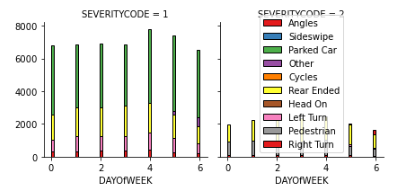 SEVERITYCODE = 1
SEVERITYCODE = 2
8000
6000
4000
2000
0
Angles
Sideswipe
Parked Car
Other
Cycles
Rear Ended
Head On
Left Turn
Pedestrian
Right Turn
0 2 4 6
0 2 4 6
DAYOfWEEK
DAYOfWEEK